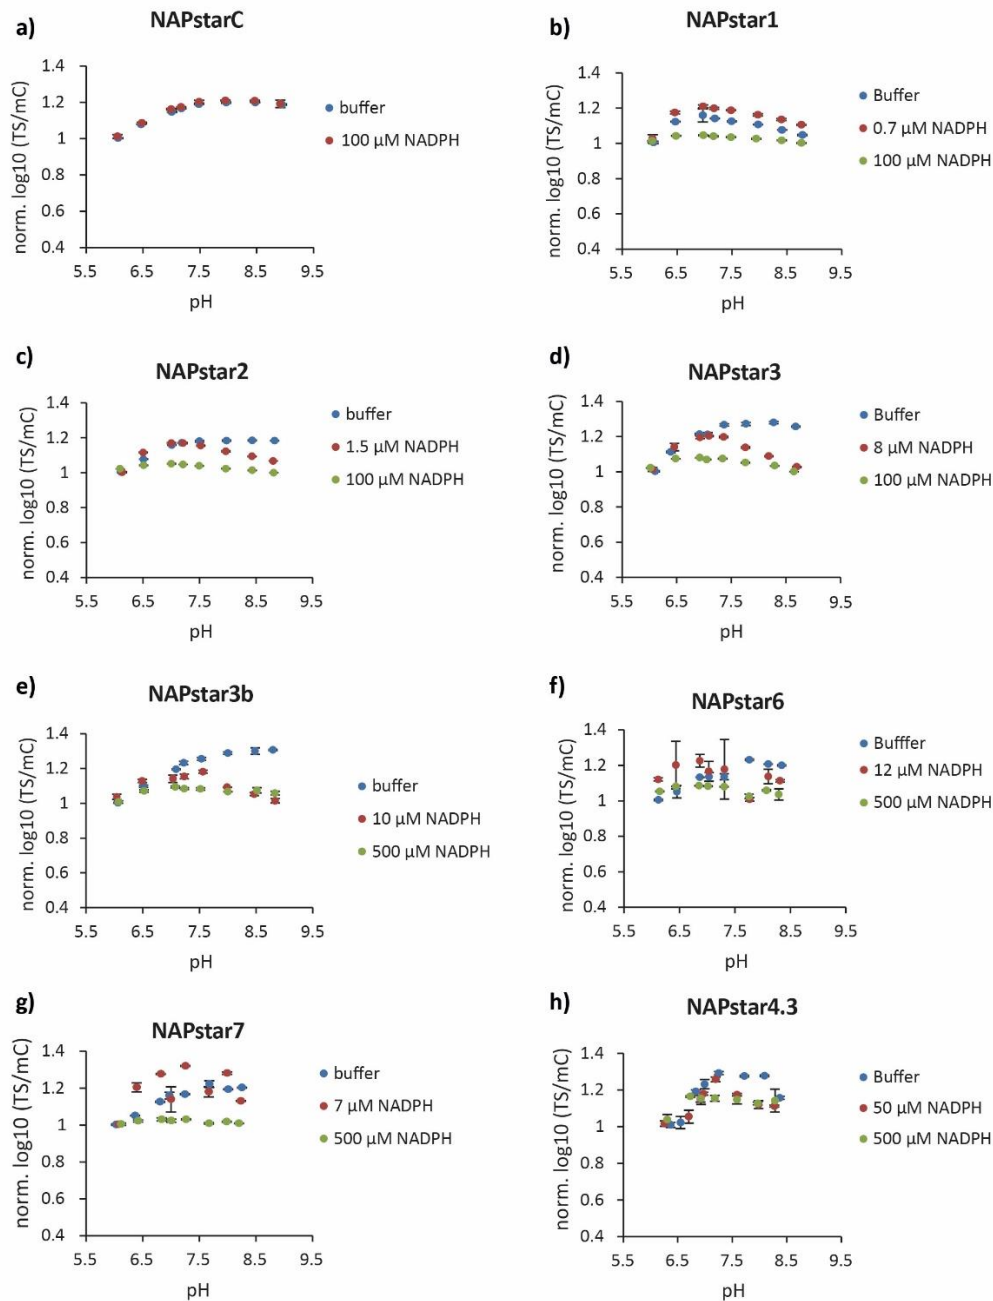 a)
NAPstarC
norm. log10 (TS/mC)
1.4
1.2
1
0.8
0.6
0.4
5.5 6.5 7.5 8.5 9.5
pH
buffer
100 µM NADPH
b)
NAPstar1
norm. log10 (TS/mC)
1.4
1.2
1.0
0.8
0.6
0.4
5.5 6.5 7.5 8.5 9.5
pH
Buffer
0.7 µM NADPH
100 µM NADPH
c)
NAPstar2
norm. log10 (TS/mC)
1.4
1.2
1
0.8
0.6
0.4
5.5 6.5 7.5 8.5 9.5
pH
buffer
1.5 µM NADPH
100 µM NADPH
d)
NAPstar3
norm. log10 (TS/mC)
1.4
1.2
1.0
0.8
0.6
0.4
5.5 6.5 7.5 8.5 9.5
pH
Buffer
8 µM NADPH
100 µM NADPH
e)
NAPstar3b
norm. log10 (TS/mC)
1.4
1.2
1
0.8
0.6
0.4
5.5 6.5 7.5 8.5 9.5
pH
buffer
10 µM NADPH
500 µM NADPH
f)
NAPstar6
norm. log10 (TS/mC)
1.4
1.2
1.0
0.8
0.6
0.4
5.5 6.5 7.5 8.5 9.5
pH
Bufffer
12 µM NADPH
500 µM NADPH
g)
NAPstar7
norm. log10 (TS/mC)
1.4
1.2
1
0.8
0.6
0.4
5.5 6.5 7.5 8.5 9.5
pH
buffer
7 µM NADPH
500 µM NADPH
h)
NAPstar4.3
norm. log10 (TS/mC)
1.4
1.2
1.0
0.8
0.6
0.4
5.5 6.5 7.5 8.5 9.5
pH
Buffer
50 µM NADPH
500 µM NADPH